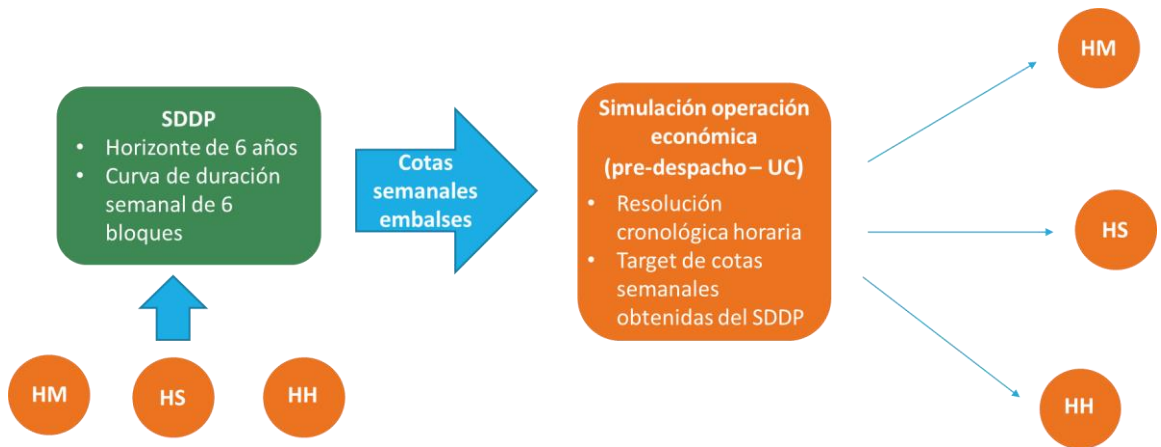 SDDP
• Horizonte de 6 años
• Curva de duración
semanal de 6
bloques
HM
HS
HH
Cotas
semanales
embalses
Simulación operación
económica
(pre-despacho – UC)
• Resolución
cronológica horaria
• Target de cotas
semanales
obtenidas del SDDP
HM
HS
HH